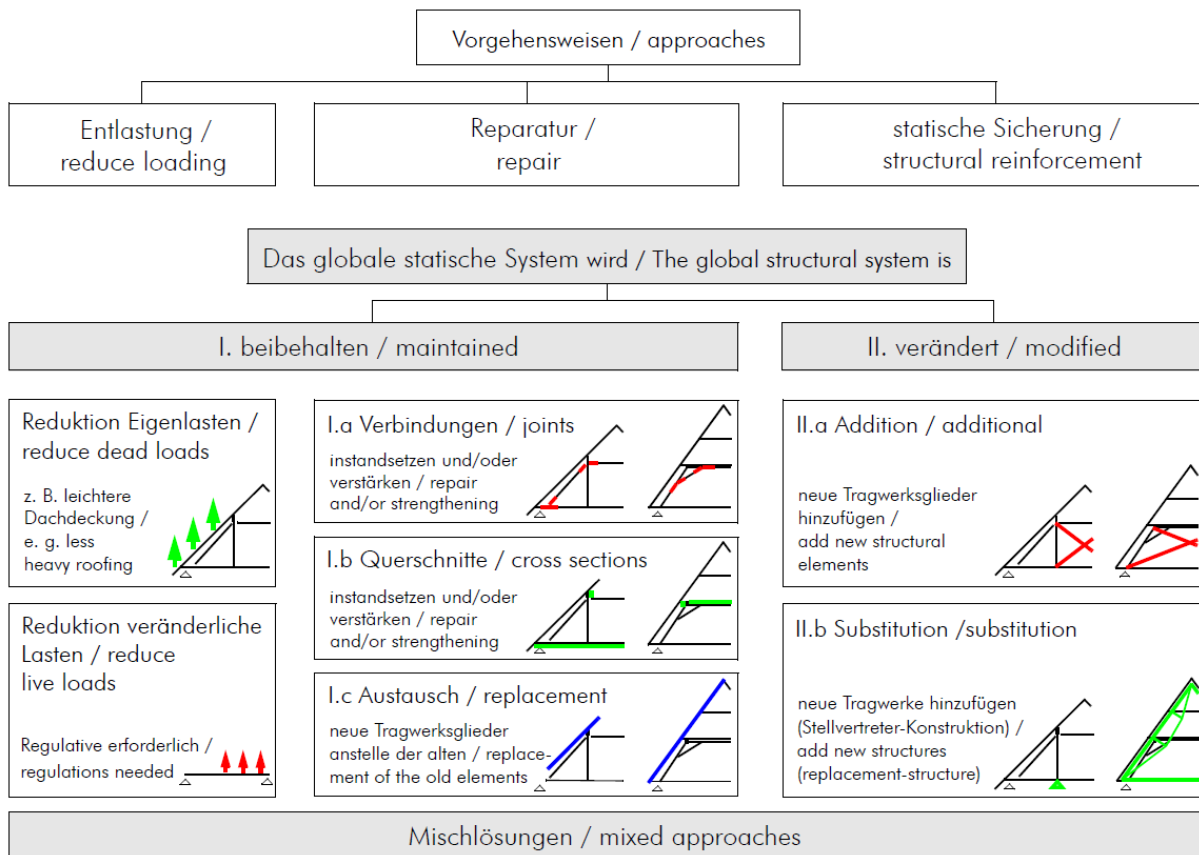 Vorgehensweisen / approaches
Entlastung /
reduce loading
Reparatur /
repair
statische Sicherung /
structural reinforcement
Das globale statische System wird / The global structural system is
I. beibehalten / maintained
II. verändert / modified
Reduktion Eigenlasten /
reduce dead loads
z. B. leichtere
Dachdeckung /
e. g. less
heavy roofing
Reduktion veränderliche
Lasten / reduce
live loads
Regulative erforderlich /
regulations needed
I.a Verbindungen / joints
instandsetzen und/oder
verstärken / repair
and/or strengthening
I.b Querschnitte / cross sections
instandsetzen und/oder
verstärken / repair
and/or strengthening
I.c Austausch / replacement
neue Tragwerksglieder
anstelle der alten / replace-
ment of the old elements
II.a Addition / additional
neue Tragwerksglieder
hinzufügen /
add new structural
elements
II.b Substitution /substitution
neue Tragwerke hinzufügen
(Stellvertreter-Konstruktion) /
add new structures
(replacement-structure)
Mischlösungen / mixed approaches